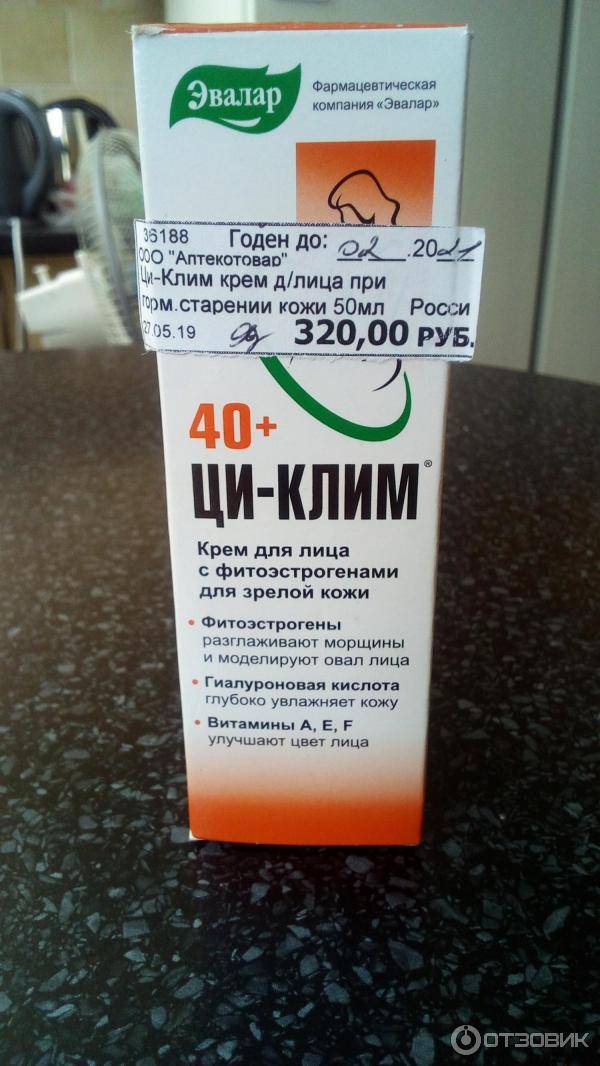 Эвалар
Фармацевтическая
компания «Эвалар»
36188 Годен до: 02 .2021
ООО "Аптекотовар"
Ци-Клим крем д/лица при
горм.старении кожи 50мл Росси
27.05.19 320,00 РУБ.
40+
ЦИ-КЛИМ®
Крем для лица
с фитоэстрогенами
для зрелой кожи
• Фитоэстрогены
разглаживают морщины
и моделируют овал лица
• Гиалуроновая кислота
глубоко увлажняет кожу
• Витамины А, Е, F
улучшают цвет лица
ОТЗОВИК